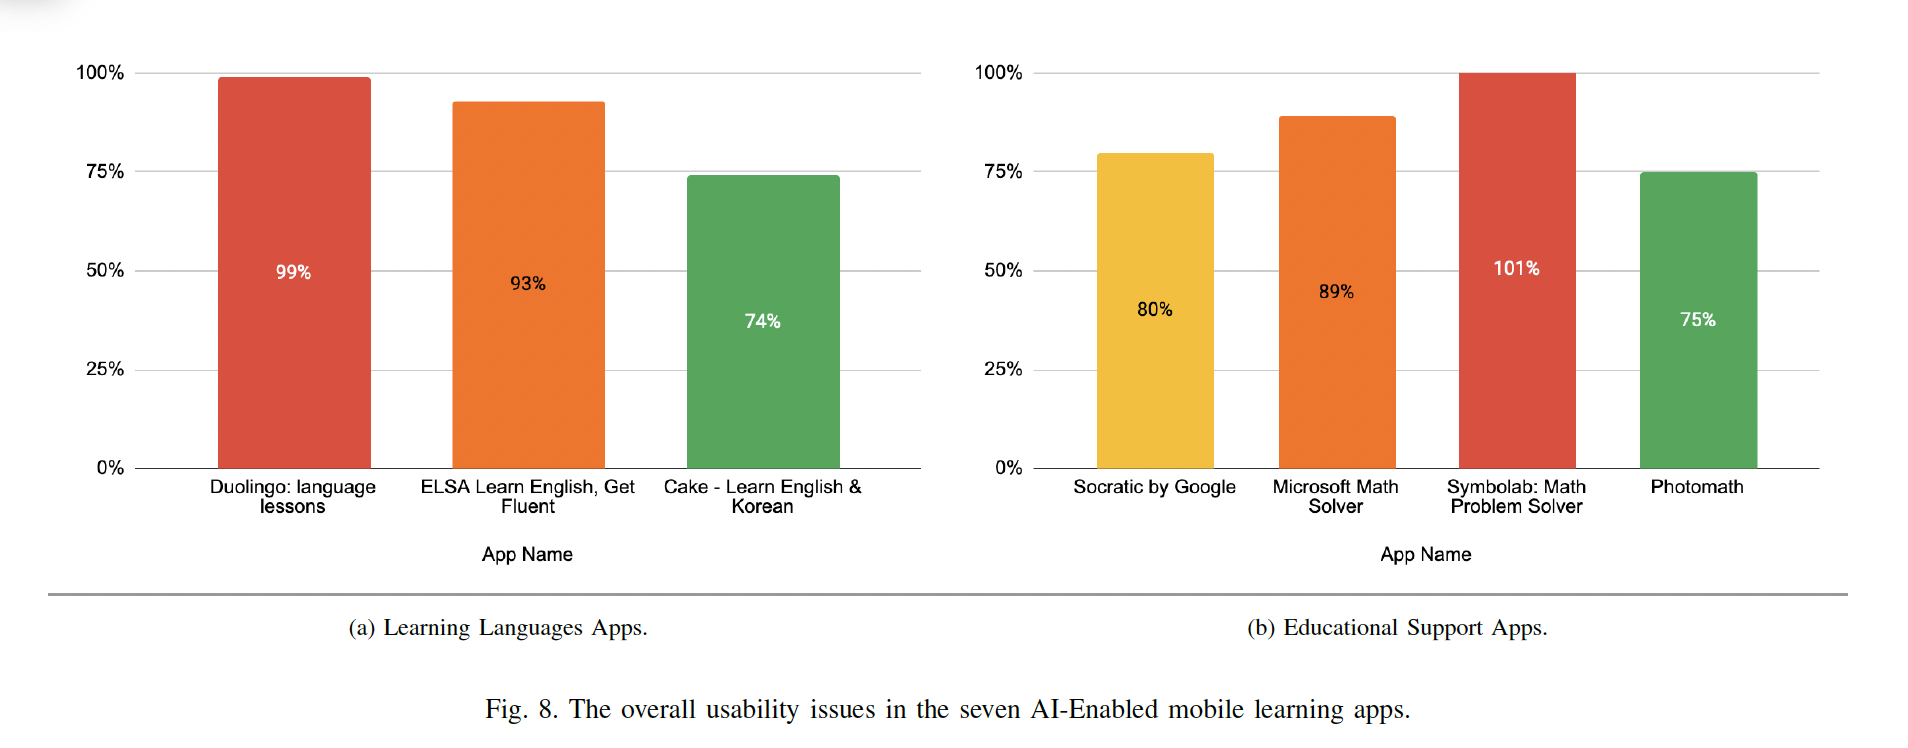 100%
75%
50%
25%
0%
99%
93%
74%
Duolingo: language
lessons
ELSA Learn English, Get
Fluent
Cake - Learn English &
Korean
App Name
(a) Learning Languages Apps.
100%
75%
50%
25%
0%
80%
89%
101%
75%
Socratic by Google
Microsoft Math
Solver
Symbolab: Math
Problem Solver
Photomath
App Name
(b) Educational Support Apps.
Fig. 8. The overall usability issues in the seven AI-Enabled mobile learning apps.